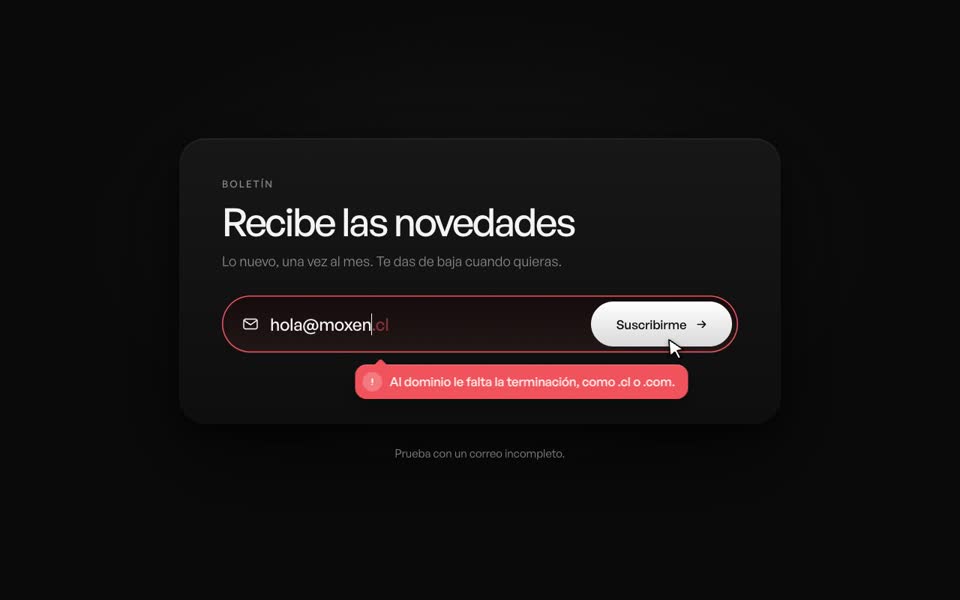 BOLETÍN
Recibe las novedades
Lo nuevo, una vez al mes. Te das de baja cuando quieras.
hola@moxen.cl
Suscribirme →
! Al dominio le falta la terminación, como .cl o .com.
Prueba con un correo incompleto.